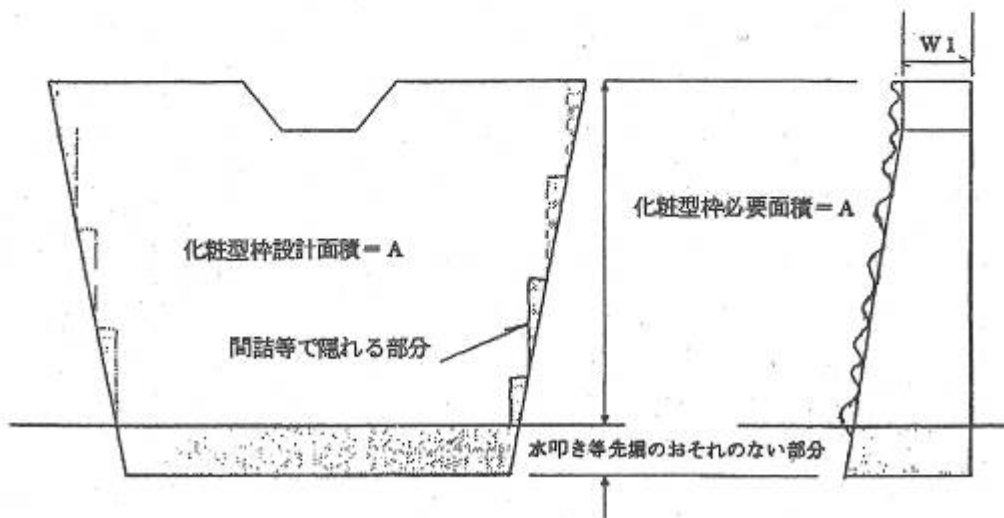 W1
化粧型枠設計面積＝A
化粧型枠必要面積＝A
間詰等で隠れる部分
水叩き等先堀のおそれのない部分